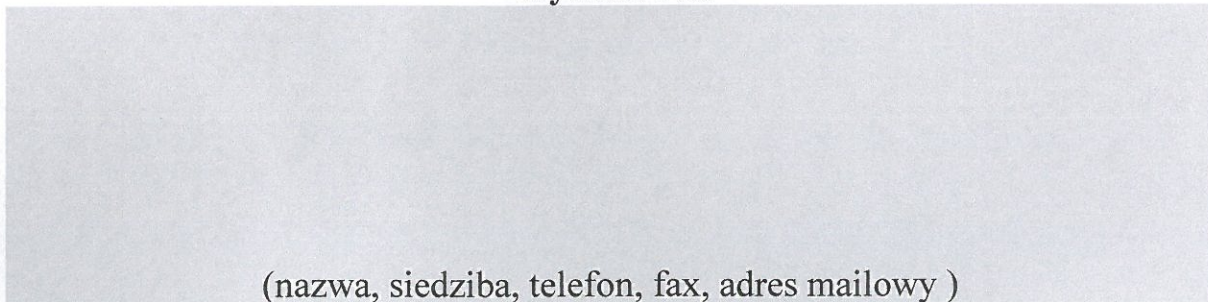 (nazwa, siedziba, telefon, fax, adres mailowy )